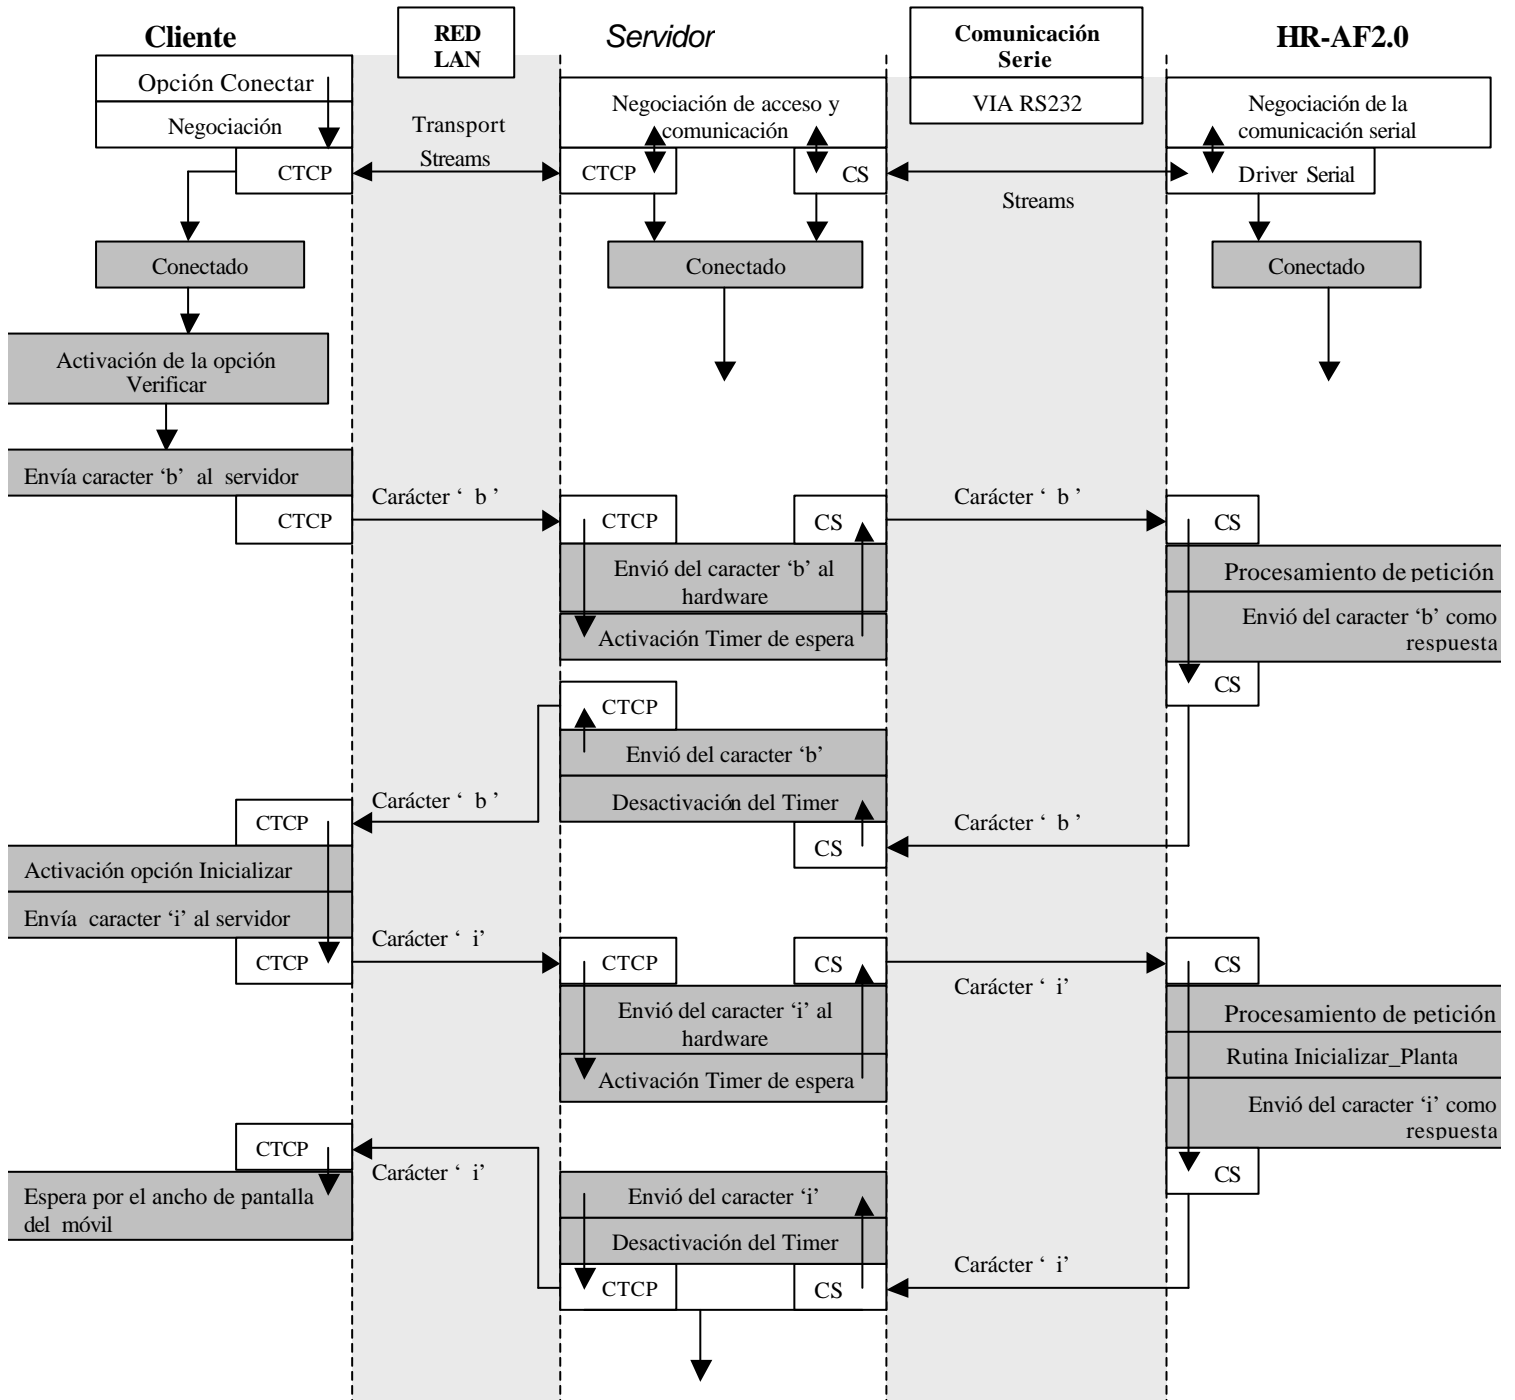 Cliente
RED
LAN
Servidor
Comunicación
Serie
HR-AF2.0
Opción Conectar
Negociación
Transport
Streams
Negociación de acceso y
comunicación
VIA RS232
Negociación de la
comunicación serial
CTCP
CTCP
CS
Driver Serial
Streams
Conectado
Conectado
Conectado
Activación de la opción
Verificar
Envía caracter ‘b’ al servidor
CTCP
Carácter ‘ b ’
CTCP
CS
Carácter ‘ b ’
CS
Envió del caracter ‘b’ al
hardware
Activación Timer de espera
Procesamiento de petición
Envió del caracter ‘b’ como
respuesta
CS
CTCP
Envió del caracter ‘b’
Desactivación del Timer
CS
Carácter ‘ b ’
Carácter ‘ b ’
CTCP
Activación opción Inicializar
Envía caracter ‘i’ al servidor
CTCP
Carácter ‘ i’
CTCP
CS
Carácter ‘ i’
CS
Envió del caracter ‘i’ al
hardware
Activación Timer de espera
Procesamiento de petición
Rutina Inicializar_Planta
Envió del caracter ‘i’ como
respuesta
CS
CTCP
Carácter ‘ i’
Espera por el ancho de pantalla
del móvil
Envió del caracter ‘i’
Desactivación del Timer
CTCP
CS
Carácter ‘ i’